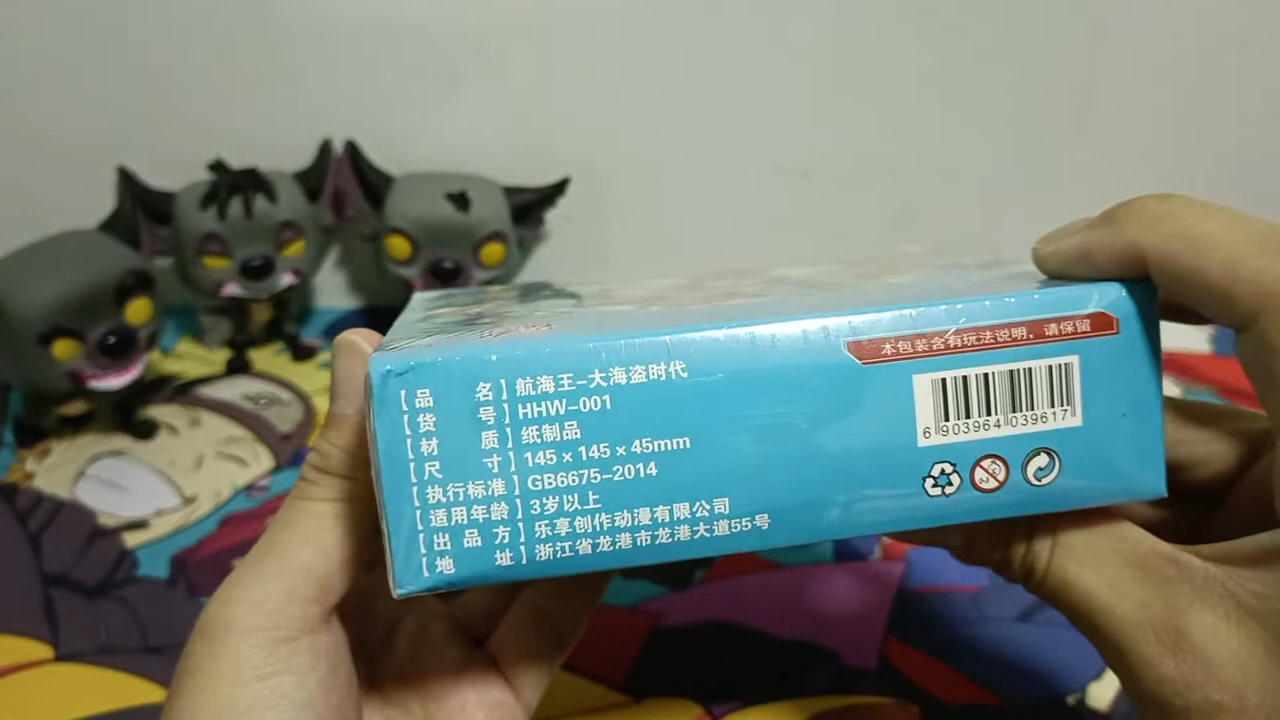 本包装含有玩法说明，请保留
【品 名】航海王-大海盗时代
【货 号】HHW-001
【材 质】纸制品
【尺 寸】145×145×45mm
【执行标准】GB6675-2014
【适用年龄】3岁以上
【出 品 方】乐享创作动漫有限公司
【地 址】浙江省龙港市龙港大道55号
6 903964 039617